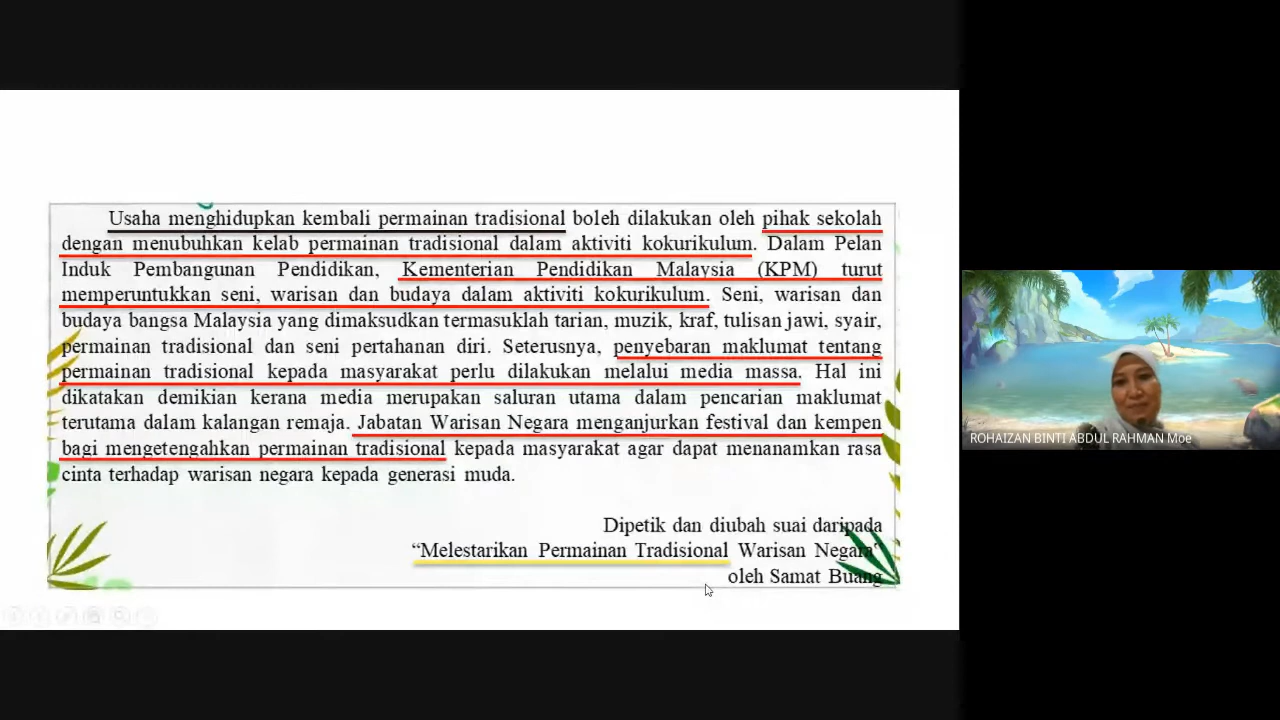 Usaha menghidupkan kembali permainan tradisional boleh dilakukan oleh pihak sekolah
dengan menubuhkan kelab permainan tradisional dalam aktiviti kokurikulum. Dalam Pelan
Induk Pembangunan Pendidikan, Kementerian Pendidikan Malaysia (KPM) turut
memperuntukkan seni, warisan dan budaya dalam aktiviti kokurikulum. Seni, warisan dan
budaya bangsa Malaysia yang dimaksudkan termasuklah tarian, muzik, kraf, tulisan jawi, syair,
permainan tradisional dan seni pertahanan diri. Seterusnya, penyebaran maklumat tentang
permainan tradisional kepada masyarakat perlu dilakukan melalui media massa. Hal ini
dikatakan demikian kerana media merupakan saluran utama dalam pencarian maklumat
terutama dalam kalangan remaja. Jabatan Warisan Negara menganjurkan festival dan kempen
bagi mengetengahkan permainan tradisional kepada masyarakat agar dapat menanamkan rasa
cinta terhadap warisan negara kepada generasi muda.
Dipetik dan diubah suai daripada
“Melestarikan Permainan Tradisional Warisan Negara”
oleh Samat Buang
ROHAIZAN BINTI ABDUL RAHMAN Moe